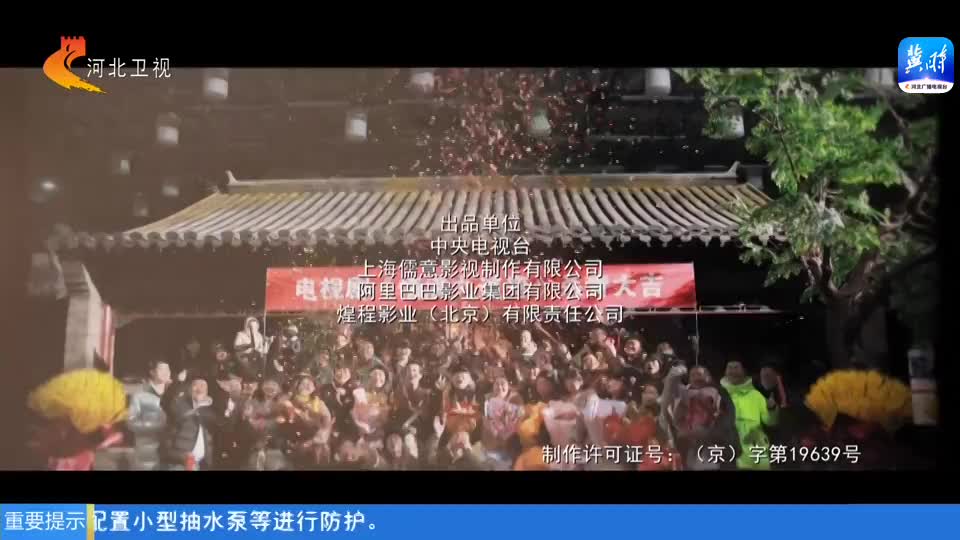 河北卫视
冀时
河北广播电视台
出品单位
中央电视台
上海儒意影视制作有限公司
电视 大吉
阿里巴巴影业集团有限公司
煌程影业（北京）有限责任公司
制作许可证号：（京）字第19639号
重要提示 配置小型抽水泵等进行防护。